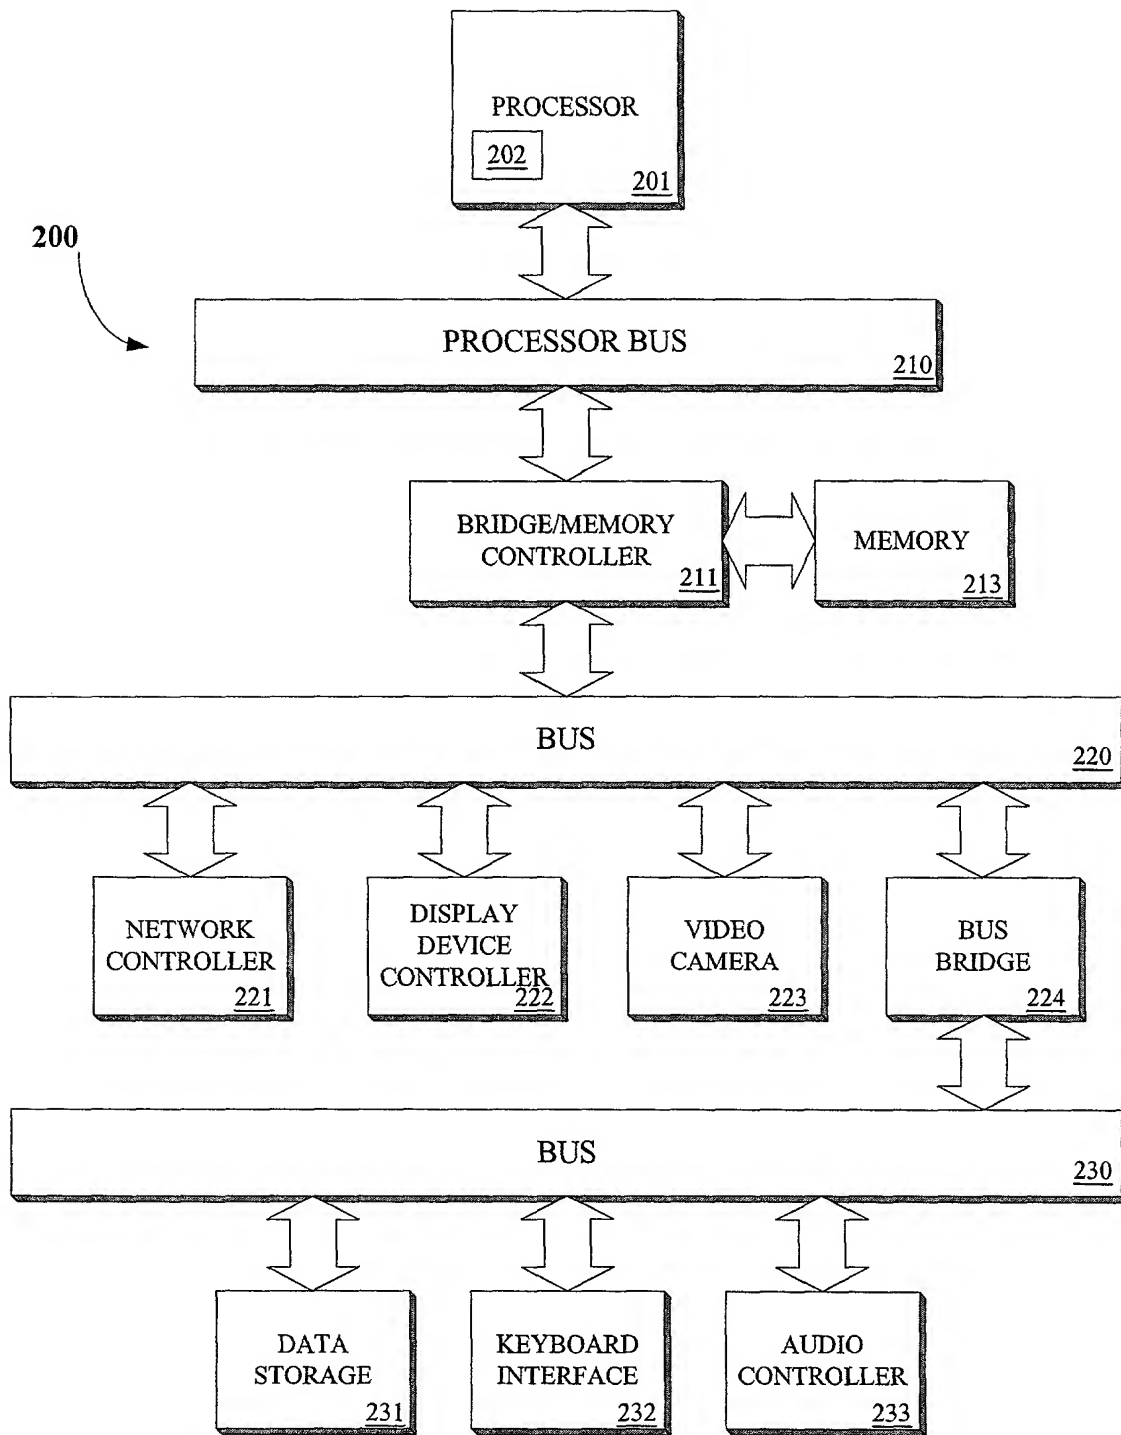 PROCESSOR
202
201
200
PROCESSOR BUS
210
BRIDGE/MEMORY
CONTROLLER
211
MEMORY
213
BUS
220
NETWORK
CONTROLLER
221
DISPLAY
DEVICE
CONTROLLER
222
VIDEO
CAMERA
223
BUS
BRIDGE
224
BUS
230
DATA
STORAGE
231
KEYBOARD
INTERFACE
232
AUDIO
CONTROLLER
233